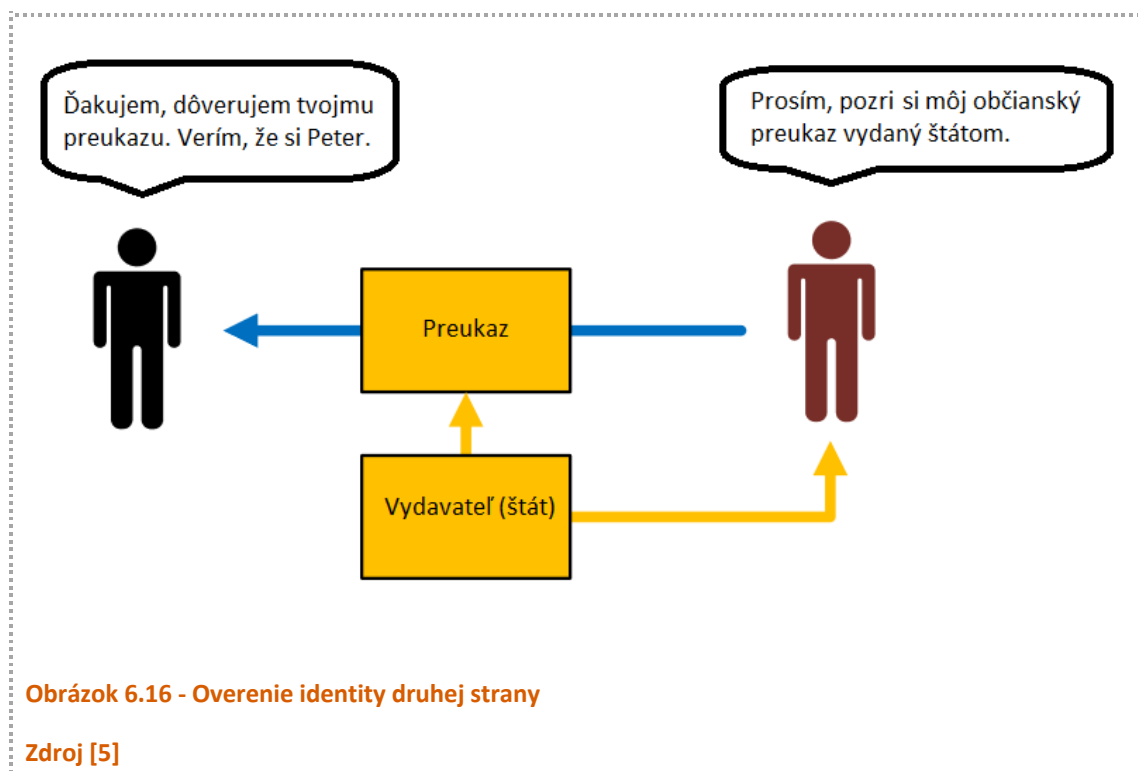 Ďakujem, dôverujem tvojmu
preukazu. Verím, že si Peter.
Prosím, pozri si môj občianský
preukaz vydaný štátom.
Preukaz
Vydavateľ (štát)
Obrázok 6.16 - Overenie identity druhej strany
Zdroj [5]